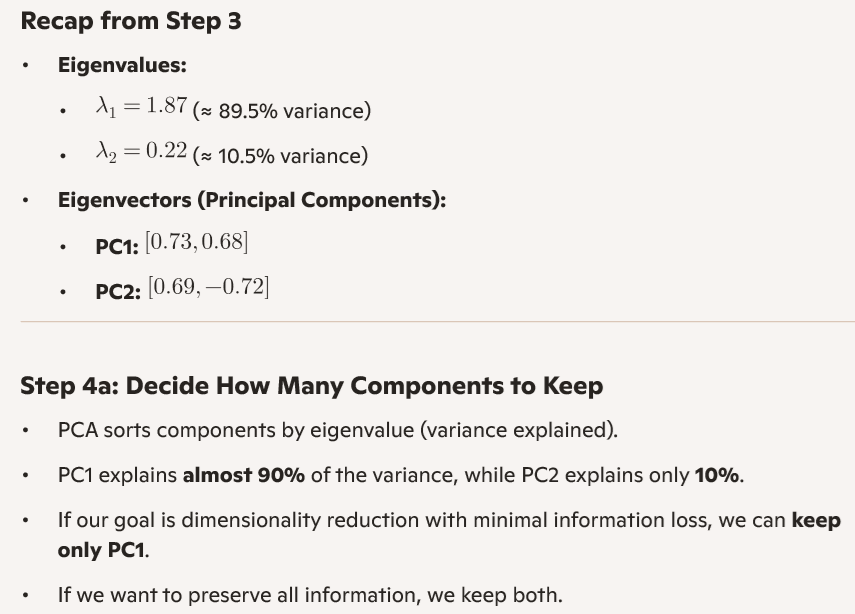 Recap from Step 3
• Eigenvalues:
• λ₁ = 1.87 (≈ 89.5% variance)
• λ₂ = 0.22 (≈ 10.5% variance)
• Eigenvectors (Principal Components):
• PC1: [0.73, 0.68]
• PC2: [0.69, −0.72]
Step 4a: Decide How Many Components to Keep
• PCA sorts components by eigenvalue (variance explained).
• PC1 explains almost 90% of the variance, while PC2 explains only 10%.
• If our goal is dimensionality reduction with minimal information loss, we can keep
only PC1.
• If we want to preserve all information, we keep both.